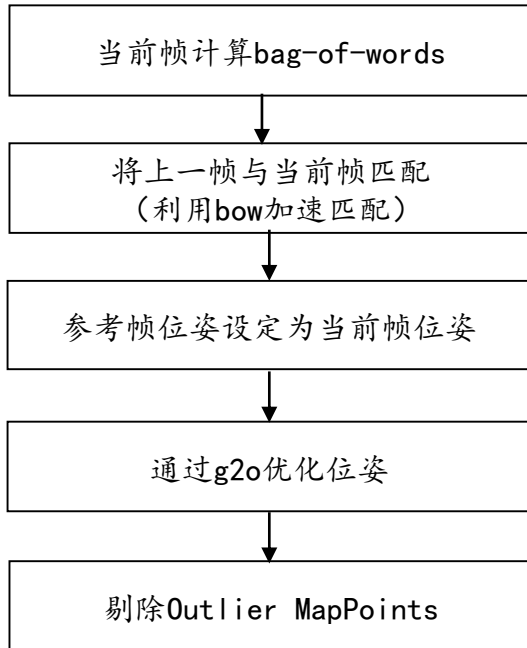 当前帧计算bag-of-words
将上一帧与当前帧匹配
（利用bow加速匹配）
参考帧位姿设定为当前帧位姿
通过g2o优化位姿
剔除Outlier MapPoints